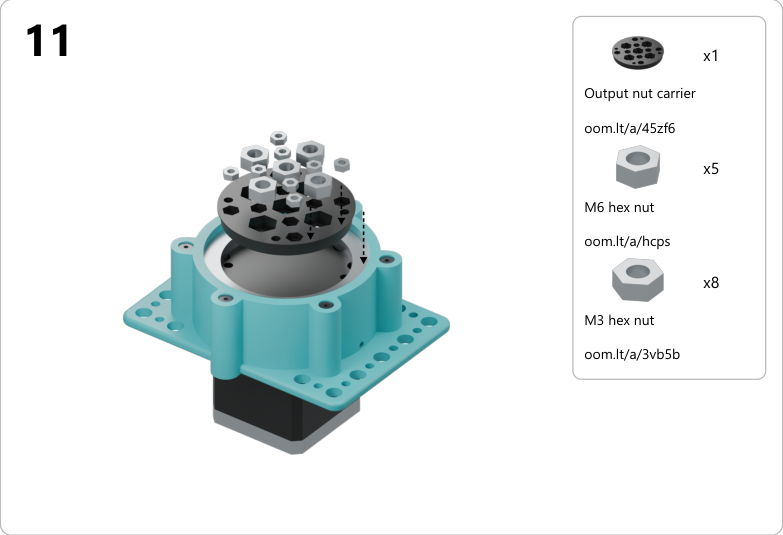 11
x1
Output nut carrier
oom.lt/a/45zf6
x5
M6 hex nut
oom.lt/a/hcps
x8
M3 hex nut
oom.lt/a/3vb5b